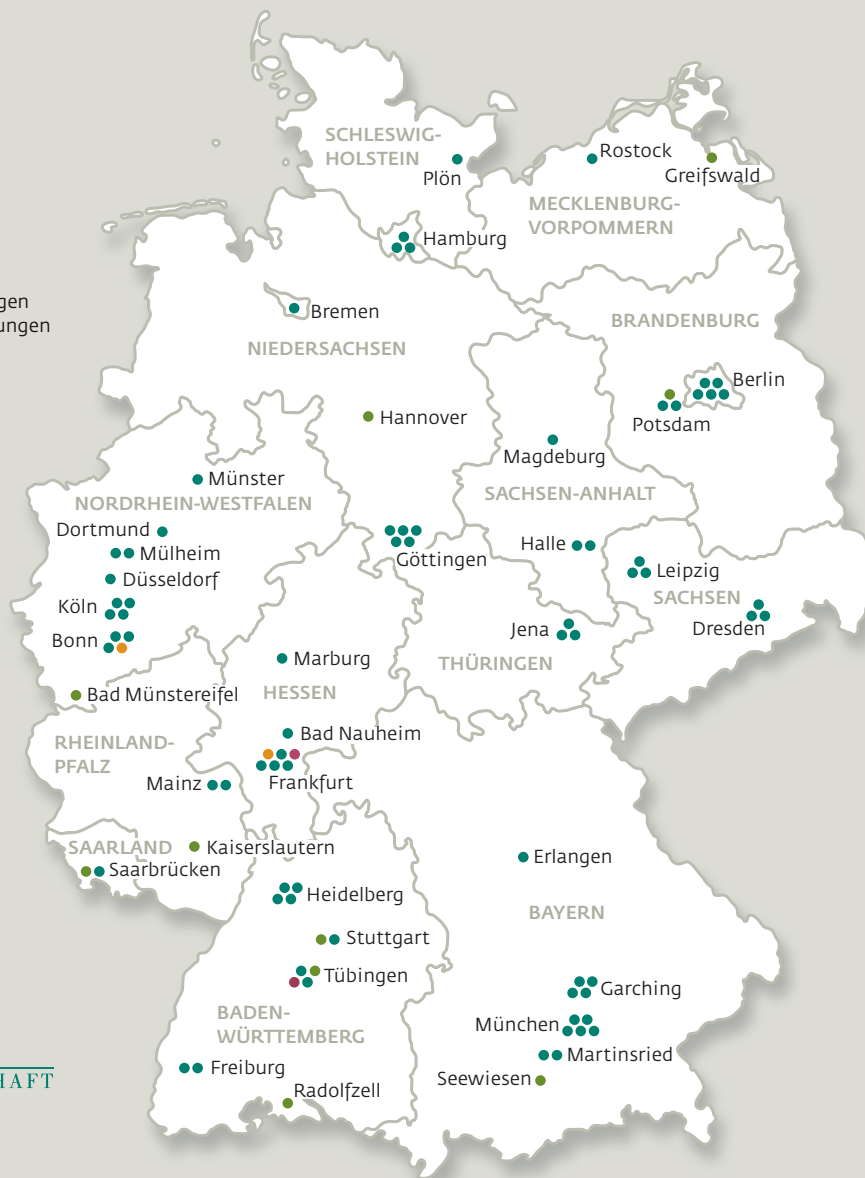 SCHLESWIG-
HOLSTEIN
Plön
Rostock
Greifswald
MECKLENBURG-
VORPOMMERN
Hamburg
Bremen
NIEDERSACHSEN
BRANDENBURG
Berlin
Potsdam
Hannover
Magdeburg
SACHSEN-ANHALT
Münster
NORDRHEIN-WESTFALEN
Dortmund
Mülheim
Düsseldorf
Köln
Bonn
Göttingen
Halle
Leipzig
SACHSEN
Dresden
Jena
THÜRINGEN
Marburg
HESSEN
Bad Münstereifel
Bad Nauheim
RHEINLAND-
PFALZ
Frankfurt
Mainz
SAARLAND
Kaiserslautern
Saarbrücken
Erlangen
Heidelberg
BAYERN
Stuttgart
Tübingen
Garching
BADEN-
WÜRTTEMBERG
München
Martinsried
Freiburg
Seewiesen
Radolfzell
gen
ungen
HAFT